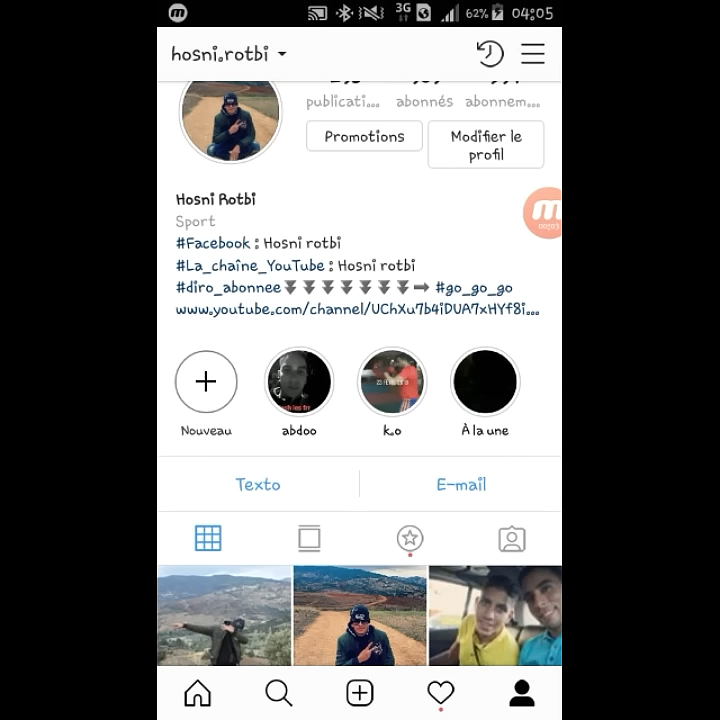 3G 62% 04:05
hosni.rotbi
publicati... abonnés abonnem...
Promotions
Modifier le
profil
Hosni Rotbi
Sport
#Facebook : Hosni rotbi
#La_chaîne_YouTube : Hosni rotbi
#diro_abonnee⏬⏬⏬⏬⏬⏬⏬➡ #go_go_go
www.youtube.com/channel/UChXu7b4iDUA7xHYf8i...
Nouveau abdoo k.o À la une
Texto E-mail